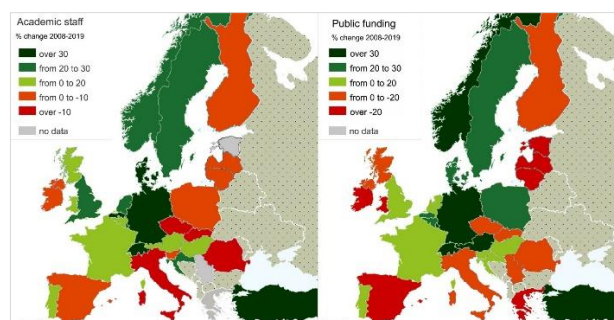 Academic staff
% change 2008-2019
over 30
from 20 to 30
from 0 to 20
from 0 to -10
over -10
no data
Public funding
% change 2008-2019
over 30
from 20 to 30
from 0 to 20
from 0 to -20
over -20
no data